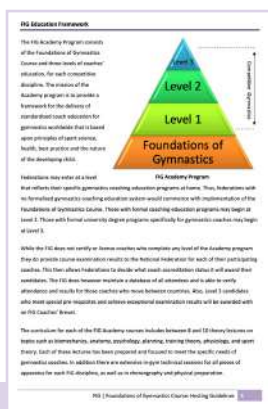 FIG Education Framework
The FIG Academy Program consists
of the Foundations of Gymnastics
Course and three levels of coaches'
education, for each competitive
discipline. The mission of the
Academy program is to provide a
framework for the delivery of
standardised coach education for
gymnastics worldwide that is based
upon principles of sport science,
health, best practice and the nature
of the developing child.
Level 3
Level 2
Level 1
Foundations of
Gymnastics
Competitive Gymnastics
FIG Academy Program
Federations may enter at a level
that reflects their specific gymnastics coaching education programs at home. Thus, federations with
no formalised gymnastics coaching education system would commence with implementation of the
Foundations of Gymnastics Course. Those with formal coaching education programs may begin at
Level 2. Those with formal university degree programs specifically for gymnastics coaches may begin
at Level 3.
While the FIG does not certify or license coaches who complete any level of the Academy program
they do provide course examination results to the National Federation for each of their participating
coaches. This then allows Federations to decide what coach accreditation status it will award their
candidates. The FIG does however maintain a database of all attendees and is able to verify
attendance and results for those coaches who move between countries. Also, Level 3 candidates
who meet special pre-requisites and achieve exceptional examination results will be awarded with
an FIG Coaches' Brevet.
The curriculum for each of the FIG Academy courses includes between 8 and 10 theory lectures on
topics such as biomechanics, anatomy, psychology, planning, training theory, physiology, and sport
theory. Each of these lectures has been prepared and focused to meet the specific needs of
gymnastics coaches. In addition there are extensive in-gym technical sessions for all pieces of
apparatus for each FIG discipline, as well as in choreography and physical preparation.
FIG | Foundations of Gymnastics Course Hosting Guidelines